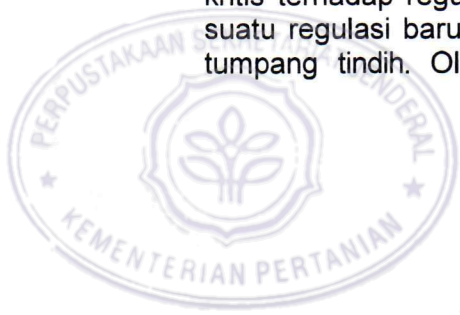 kritis terhadap regu
suatu regulasi baru
tumpang tindih. Ol
PERPUSTAKAAN SEKRETARIAT JENDERAL
KEMENTERIAN PERTANIAN